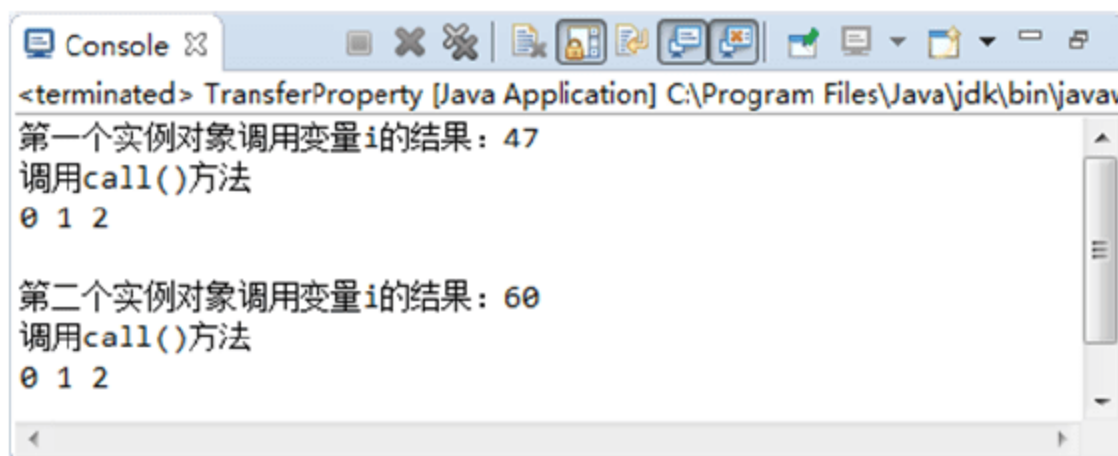 Console
<terminated> TransferProperty [Java Application] C:\Program Files\Java\jdk\bin\javaw
第一个实例对象调用变量i的结果：47
调用call()方法
0 1 2
第二个实例对象调用变量i的结果：60
调用call()方法
0 1 2